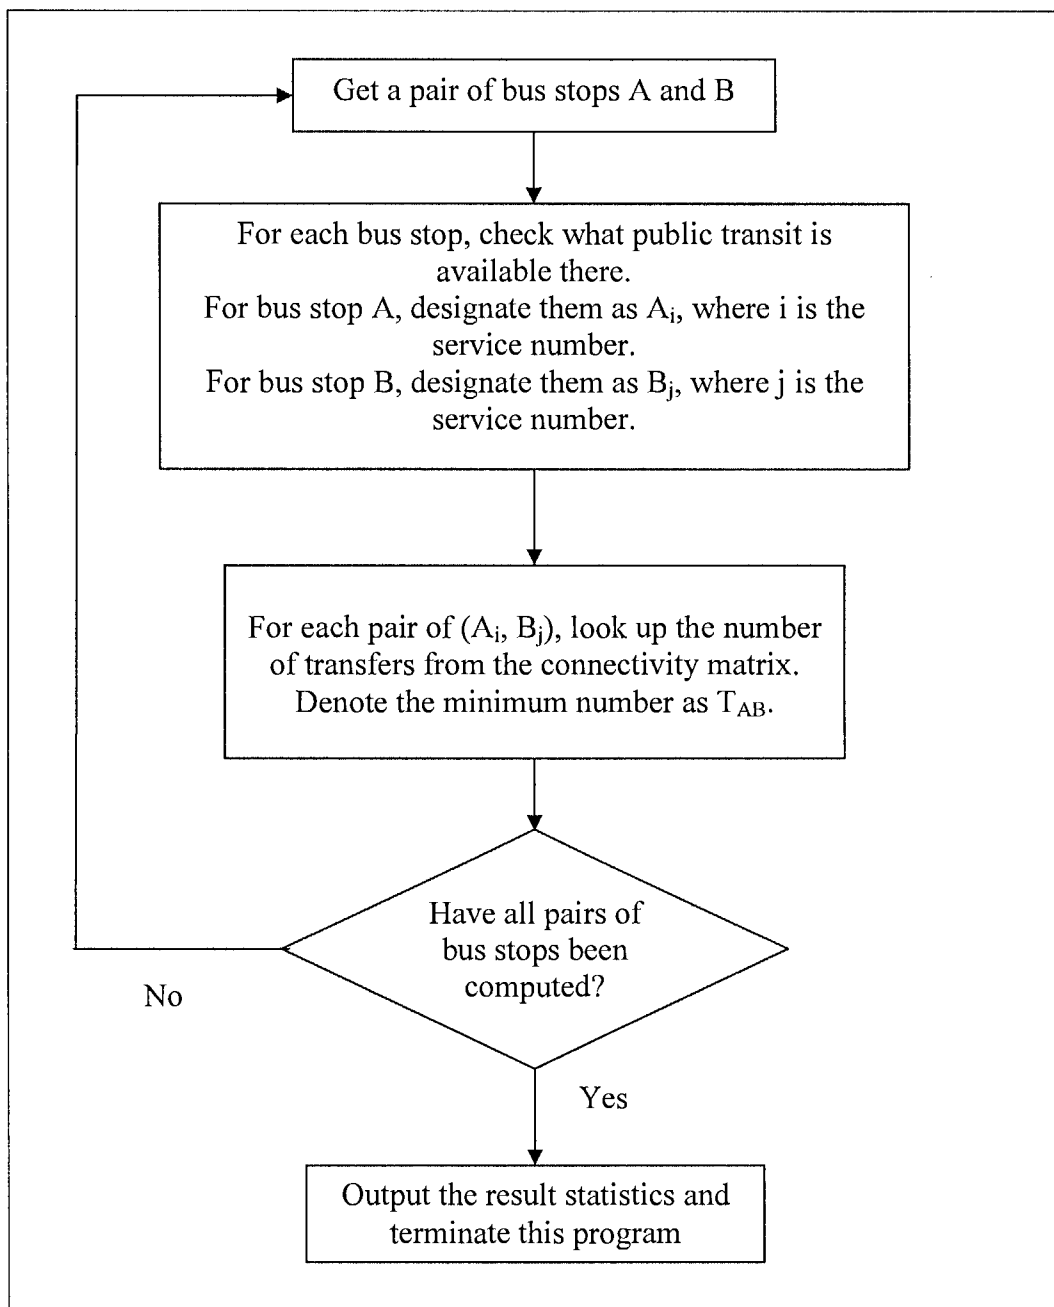 Get a pair of bus stops A and B
For each bus stop, check what public transit is
available there.
For bus stop A, designate them as Aᵢ, where i is the
service number.
For bus stop B, designate them as Bⱼ, where j is the
service number.
For each pair of (Aᵢ, Bⱼ), look up the number
of transfers from the connectivity matrix.
Denote the minimum number as T_AB.
Have all pairs of
bus stops been
computed?
No
Yes
Output the result statistics and
terminate this program